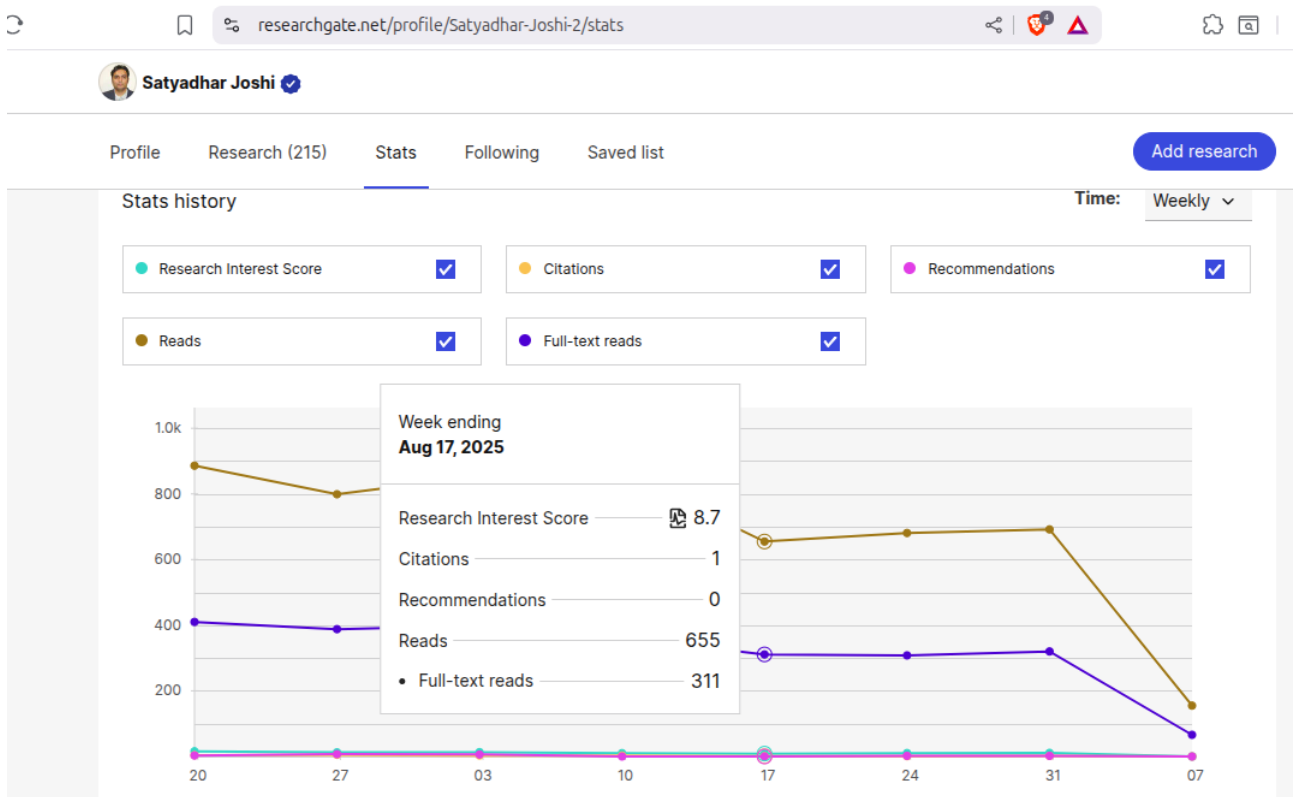 researchgate.net/profile/Satyadhar-Joshi-2/stats
4
Satyadhar Joshi
Profile Research (215) Stats Following Saved list Add research
Stats history Time: Weekly
Research Interest Score Citations Recommendations
Reads Full-text reads
Week ending
Aug 17, 2025
Research Interest Score 8.7
Citations 1
Recommendations 0
Reads 655
• Full-text reads 311
1.0k
800
600
400
200
20 27 03 10 17 24 31 07